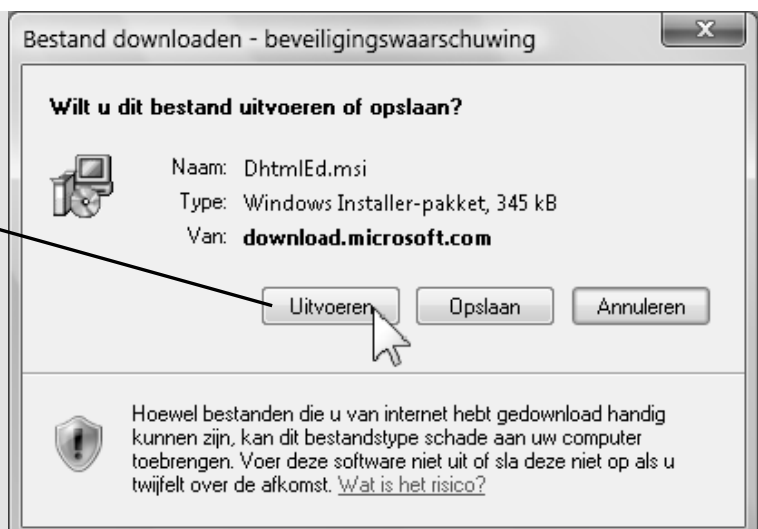 Bestand downloaden - beveiligingswaarschuwing
Wilt u dit bestand uitvoeren of opslaan?
Naam: DhtmlEd.msi
Type: Windows Installer-pakket, 345 kB
Van: download.microsoft.com
Uitvoeren Opslaan Annuleren
Hoewel bestanden die u van internet hebt gedownload handig
kunnen zijn, kan dit bestandstype schade aan uw computer
toebrengen. Voer deze software niet uit of sla deze niet op als u
twijfelt over de afkomst. Wat is het risico?